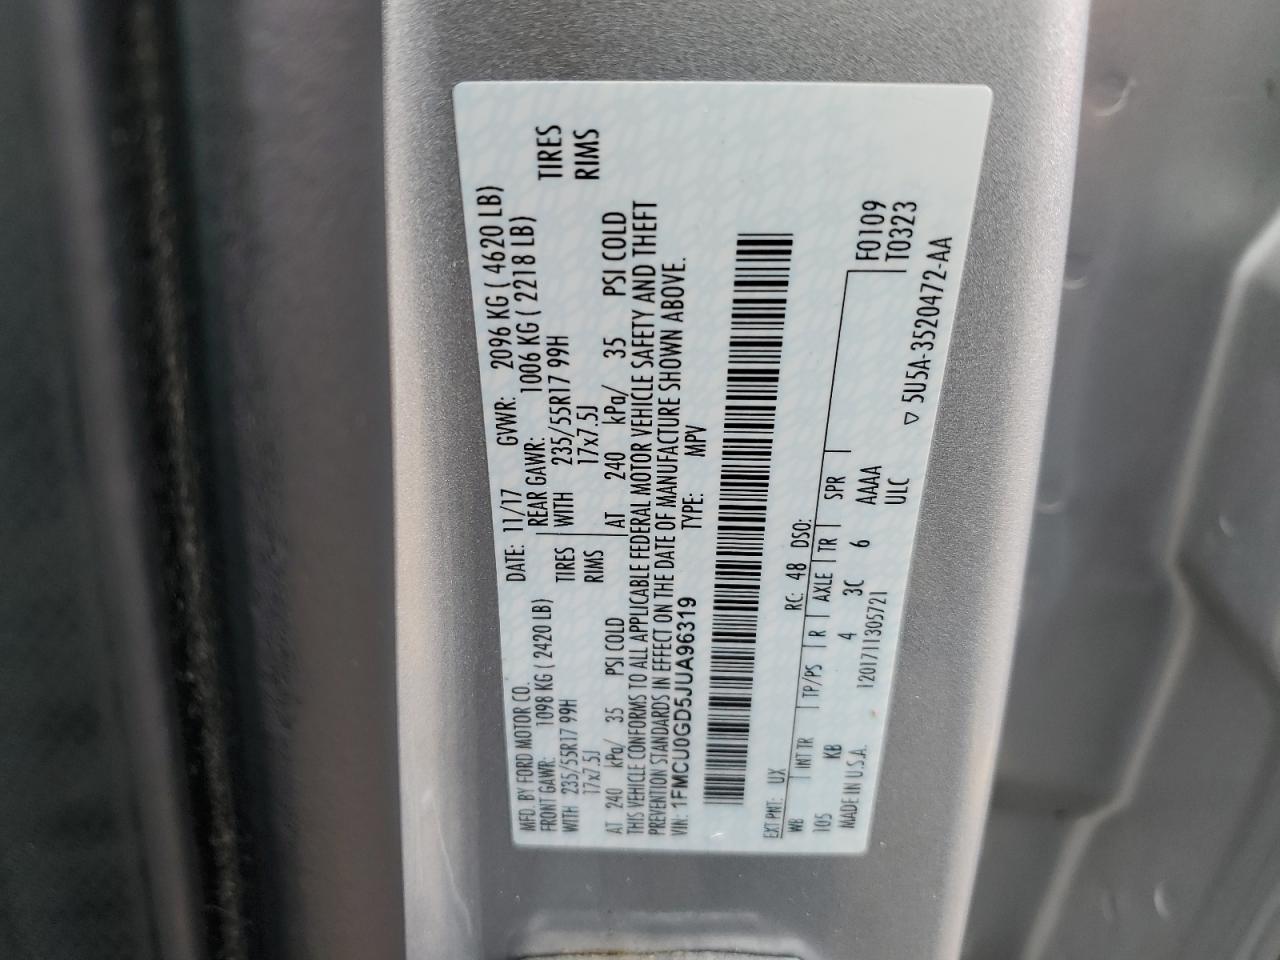 MFD. BY FORD MOTOR CO.
DATE: 11/17 GVWR: 2096 KG ( 4620 LB)
FRONT GAWR: 1098 KG ( 2420 LB) REAR GAWR: 1006 KG ( 2218 LB)
WITH 235/55R17 99H TIRES WITH 235/55R17 99H TIRES
17x7.5J RIMS 17x7.5J RIMS
AT 240 kPa/ 35 PSI COLD AT 240 kPa/ 35 PSI COLD
THIS VEHICLE CONFORMS TO ALL APPLICABLE FEDERAL MOTOR VEHICLE SAFETY AND THEFT
PREVENTION STANDARDS IN EFFECT ON THE DATE OF MANUFACTURE SHOWN ABOVE.
VIN: 1FMCU0GD5JUA96319 TYPE: MPV
EXT PNT: UX RC: 48 DSO:
WB INT TR TP/PS R AXLE TR SPR
105 KB 4 3C 6 AAAA
F0109
T0323
MADE IN U.S.A. 1201711305721 ULC
▽ 5U5A-3520472-AA